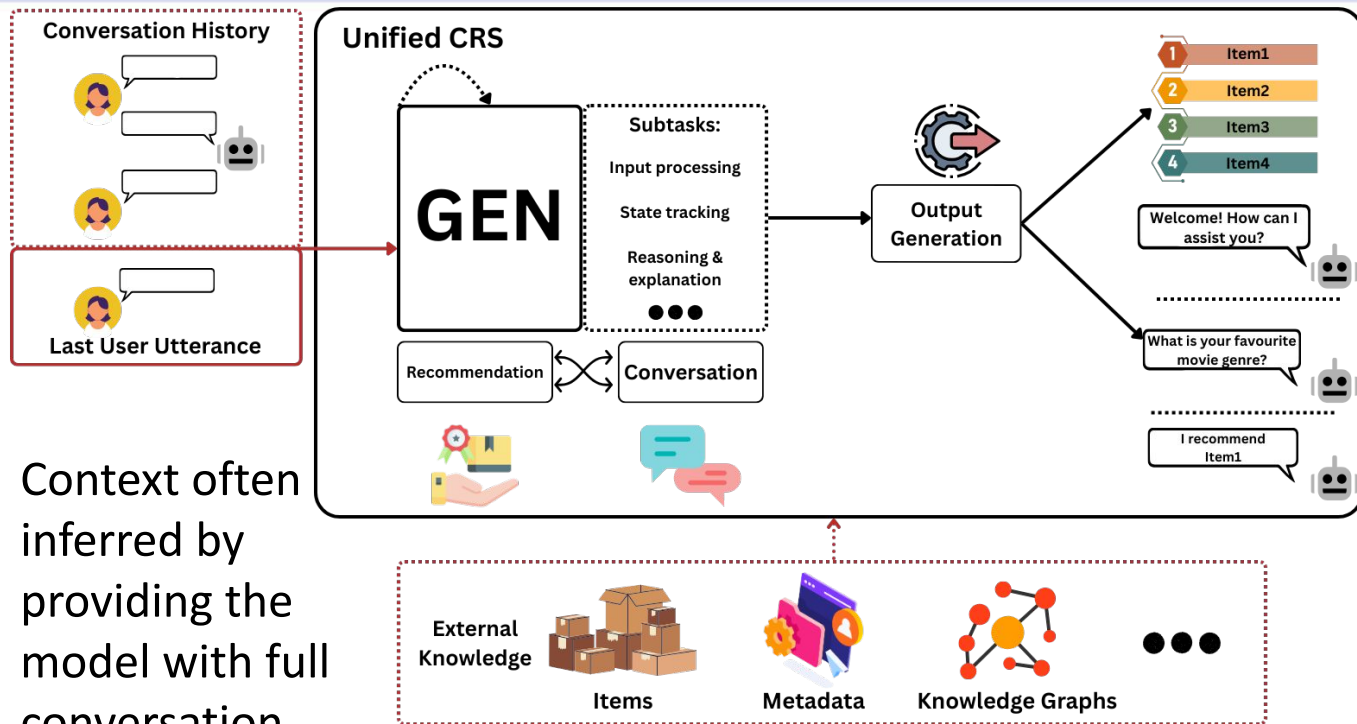 Conversation History
Last User Utterance
Unified CRS
GEN
Subtasks:
Input processing
State tracking
Reasoning &
explanation
Recommendation
Conversation
Output
Generation
1 Item1
2 Item2
3 Item3
4 Item4
Welcome! How can I
assist you?
What is your favourite
movie genre?
I recommend
Item1
Context often
inferred by
providing the
model with full
conversation
External
Knowledge
Items
Metadata
Knowledge Graphs